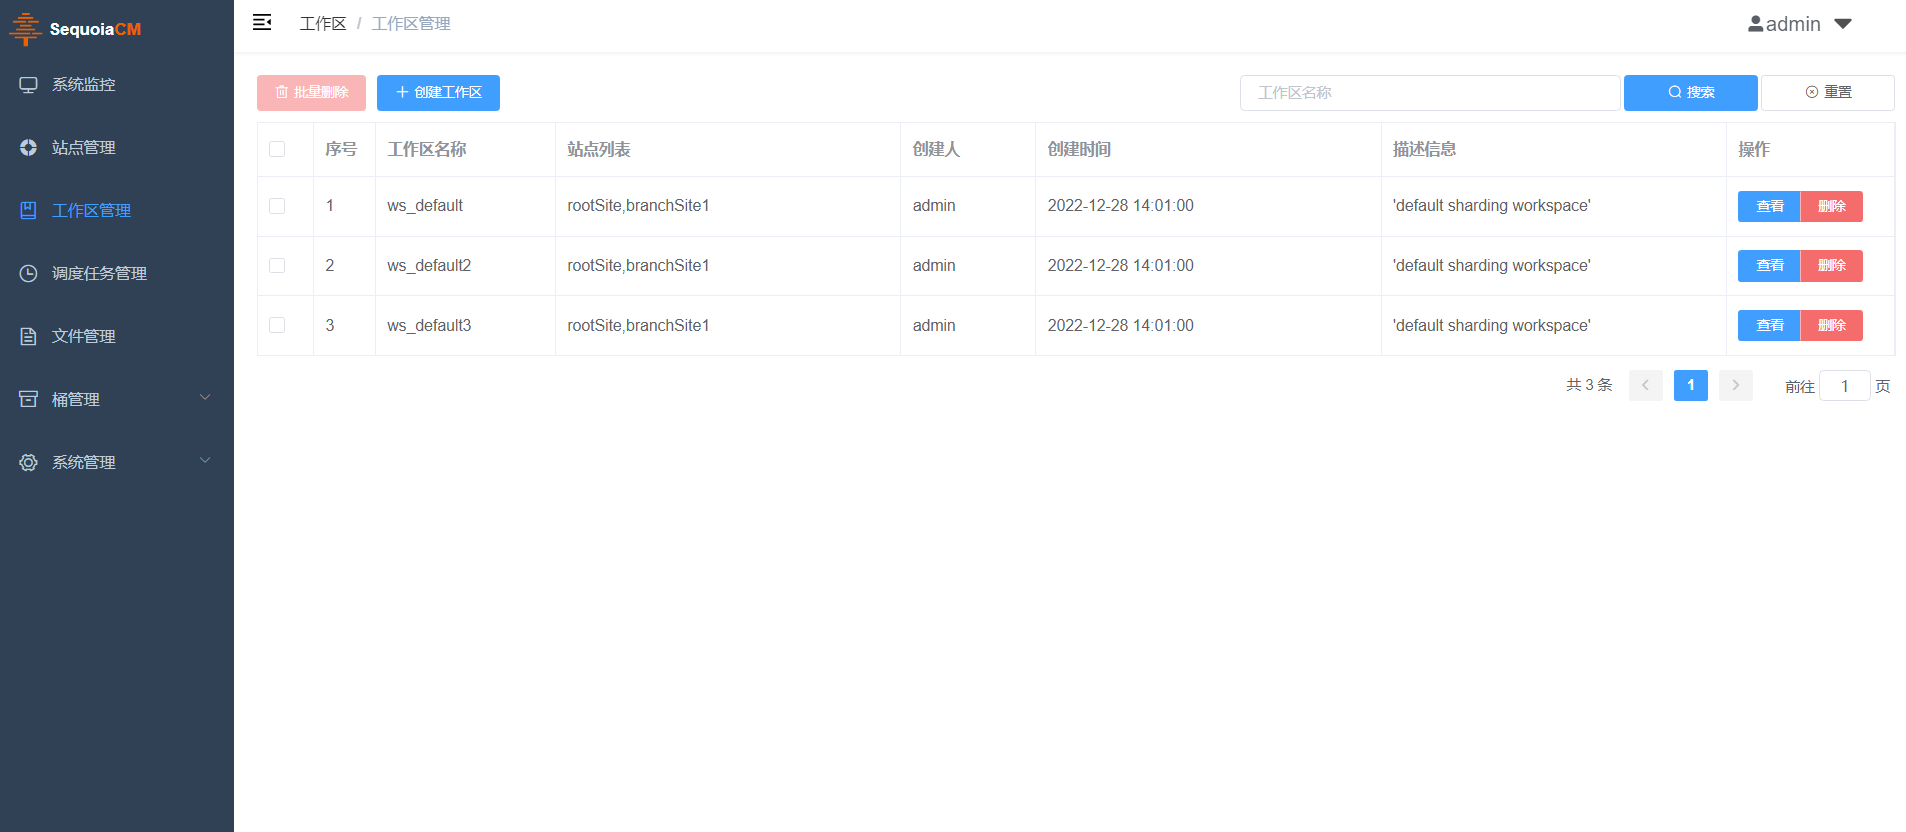 SequoiaCM
系统监控
站点管理
工作区管理
调度任务管理
文件管理
桶管理
系统管理
工作区 / 工作区管理
admin
批量删除 创建工作区 工作区名称 搜索 重置
序号 工作区名称 站点列表 创建人 创建时间 描述信息 操作
1 ws_default rootSite,branchSite1 admin 2022-12-28 14:01:00 'default sharding workspace' 查看 删除
2 ws_default2 rootSite,branchSite1 admin 2022-12-28 14:01:00 'default sharding workspace' 查看 删除
3 ws_default3 rootSite,branchSite1 admin 2022-12-28 14:01:00 'default sharding workspace' 查看 删除
共 3 条 1 前往 1 页